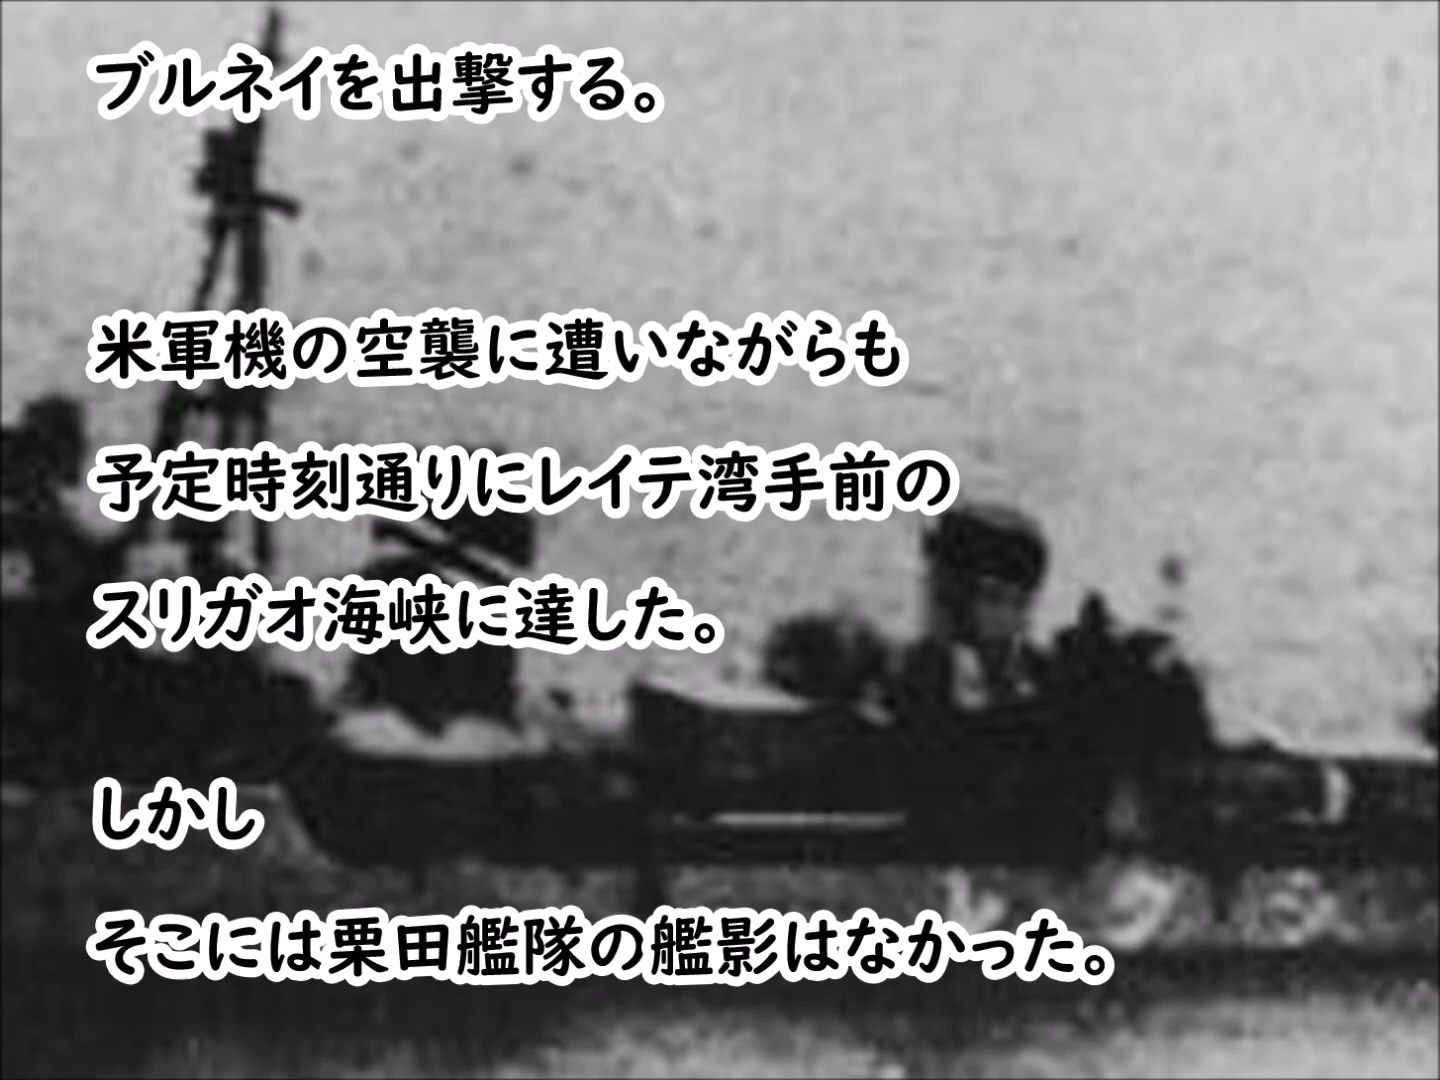 ブルネイを出撃する。
米軍機の空襲に遭いながらも
予定時刻通りにレイテ湾手前の
スリガオ海峡に達した。
しかし
そこには栗田艦隊の艦影はなかった。